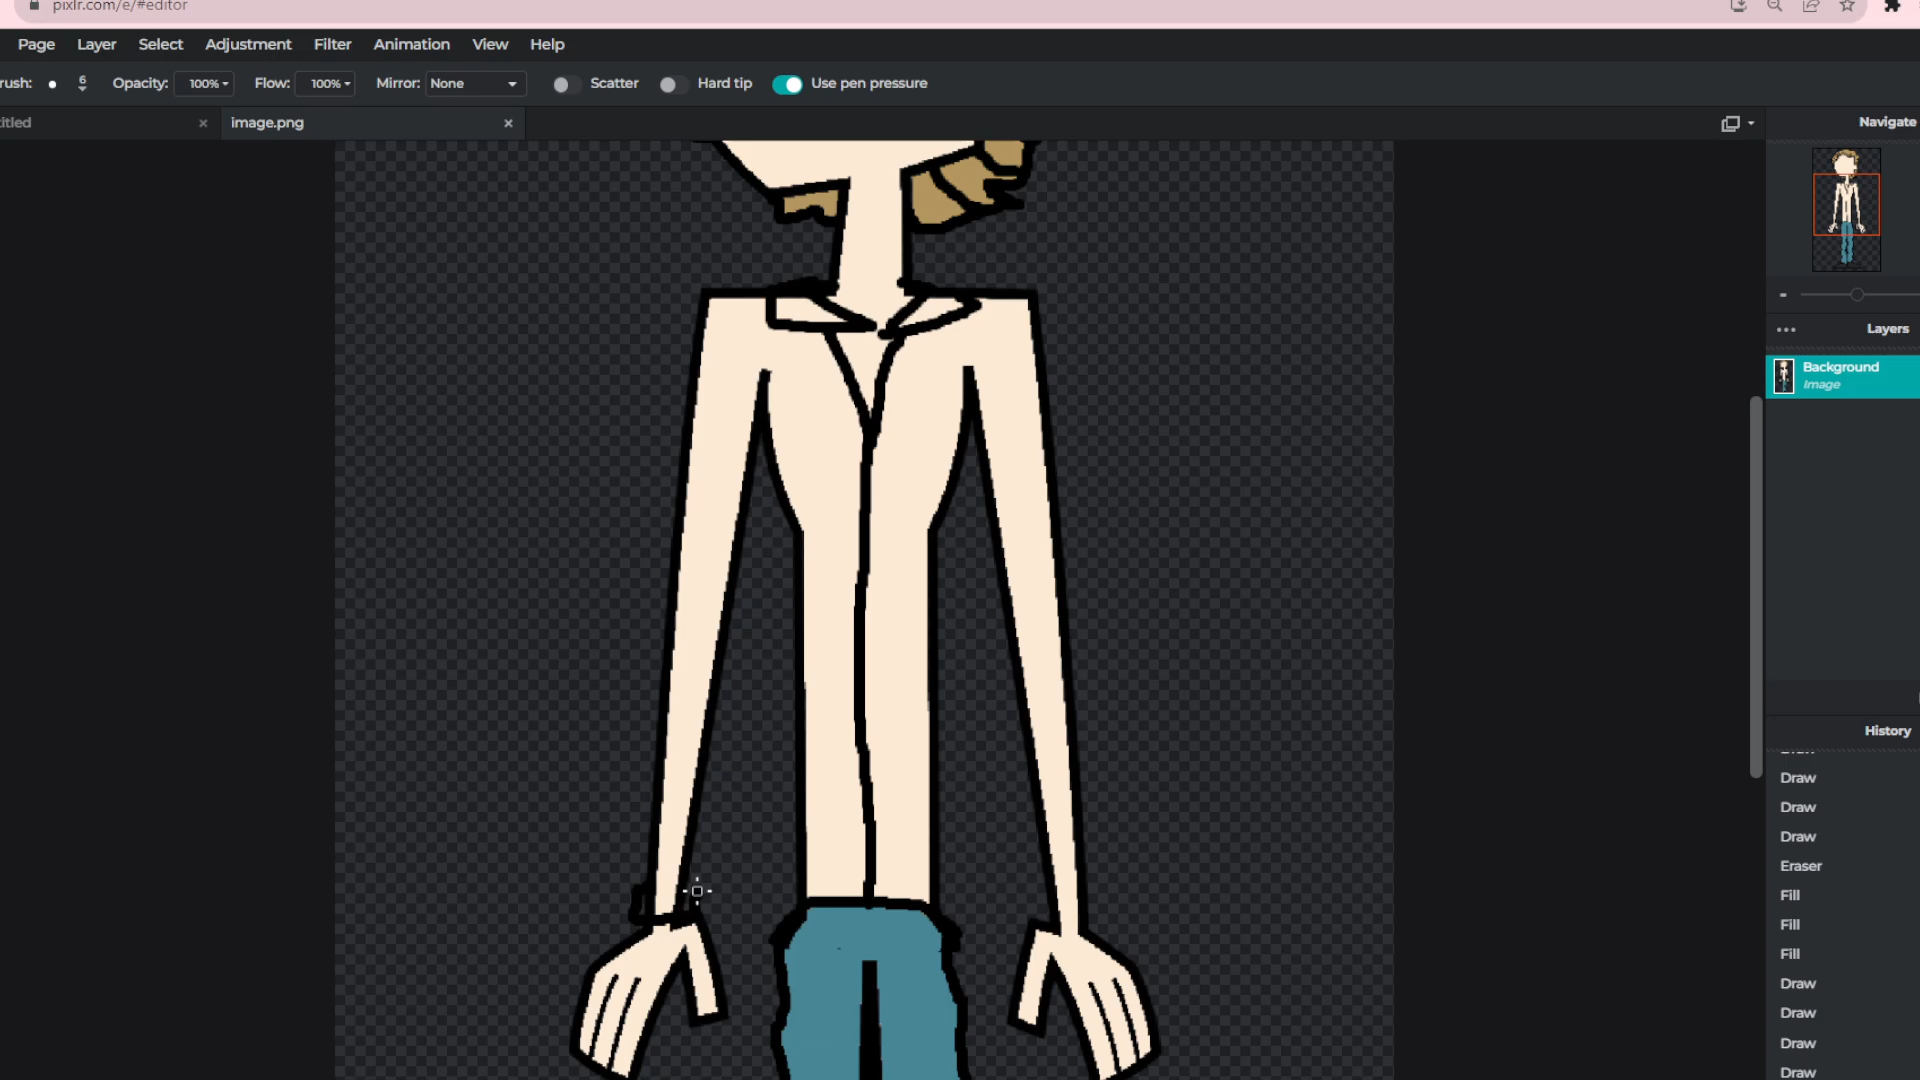 pixlr.com/e/#editor
Page Layer Select Adjustment Filter Animation View Help
rush: 6 Opacity: 100% Flow: 100% Mirror: None Scatter Hard tip Use pen pressure
itled × image.png × Navigate
Layers
Background
Image
History
Draw
Draw
Draw
Eraser
Fill
Fill
Fill
Draw
Draw
Draw
Draw